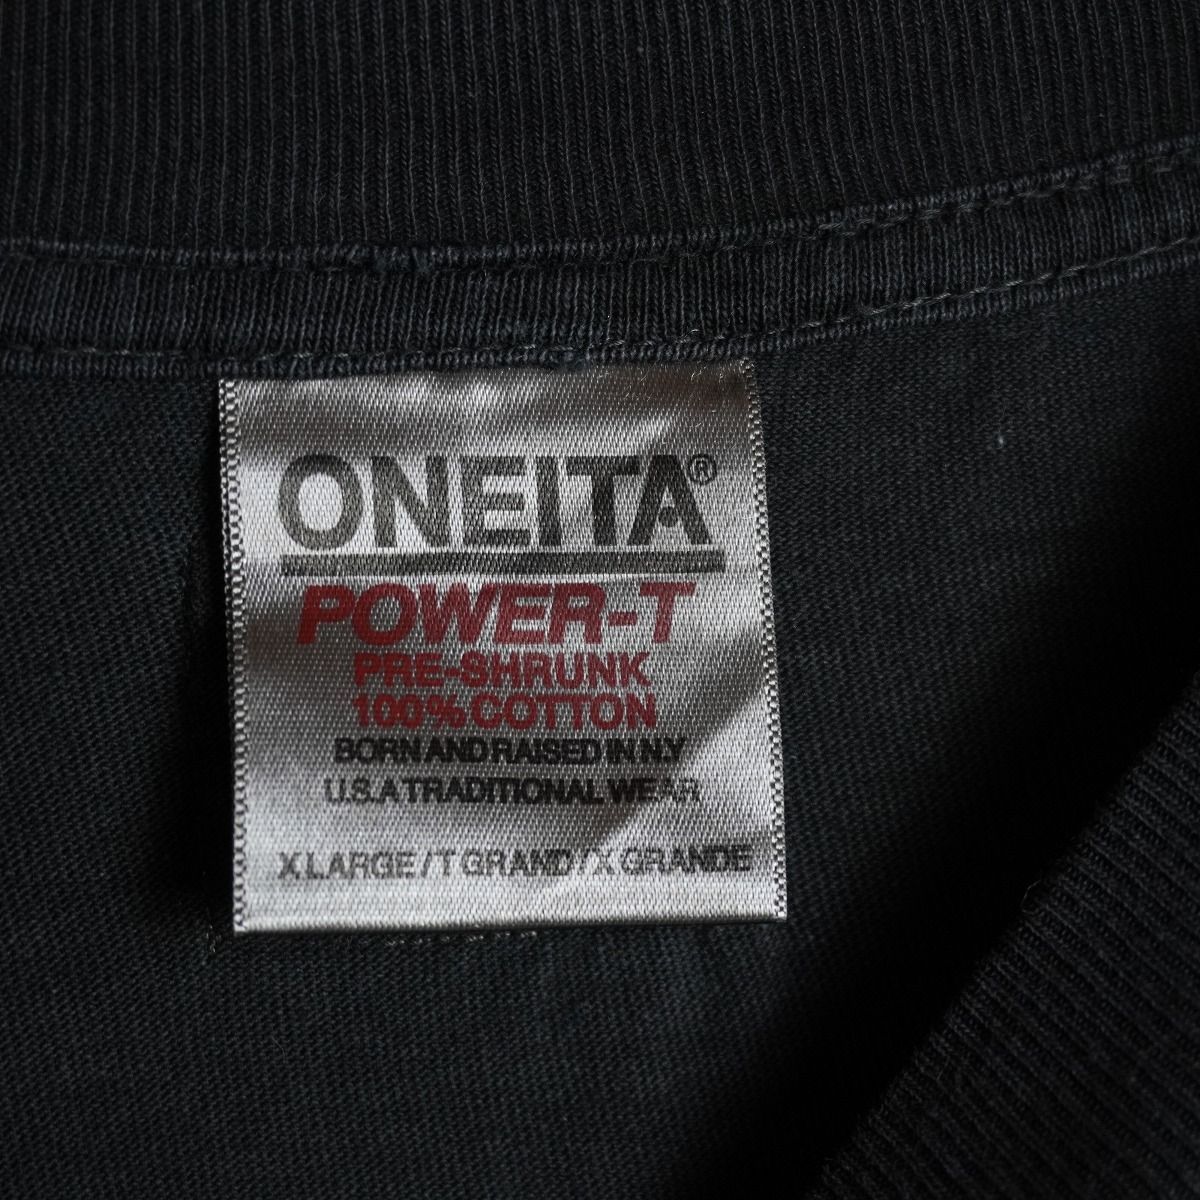 ONEITA®
POWER-T
PRE-SHRUNK
100% COTTON
BORN AND RAISED IN N.Y
U.S.A TRADITIONAL WEAR
X LARGE / T GRAND / X GRANDE